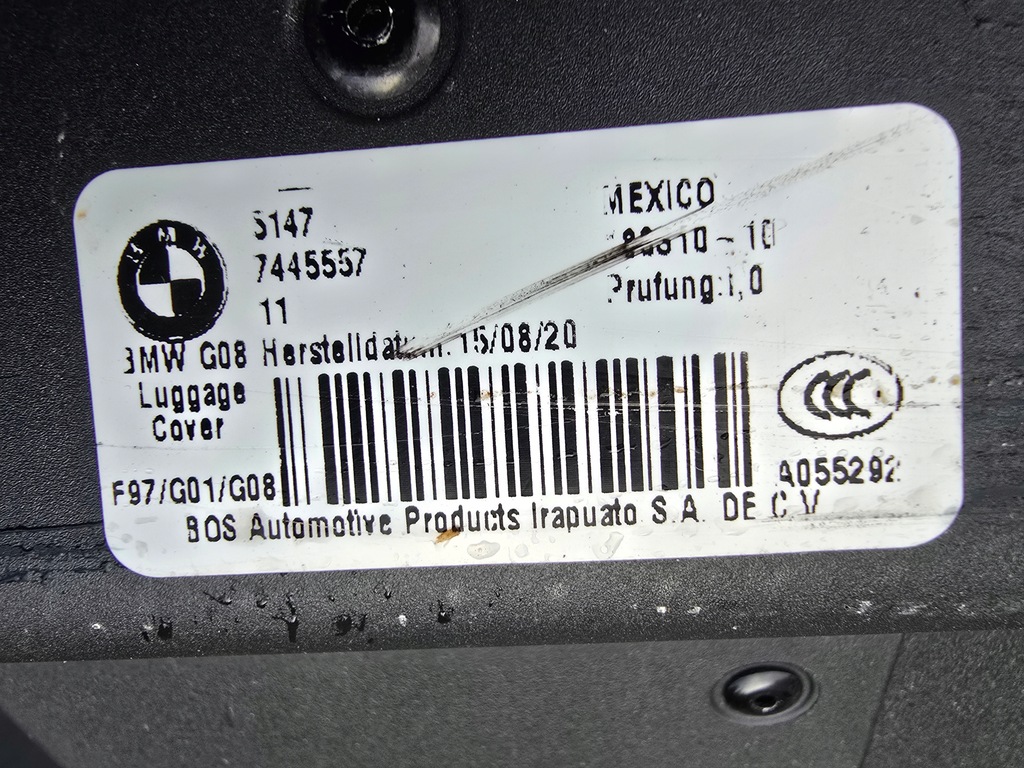 BMW
5147
7445557
11
MEXICO
Prufung:1,0
BMW G08 Herstelldatum: 15/08/20
Luggage
Cover
F97/G01/G08
CCC
A055292
BOS Automotive Products Irapuato S.A. DE C.V